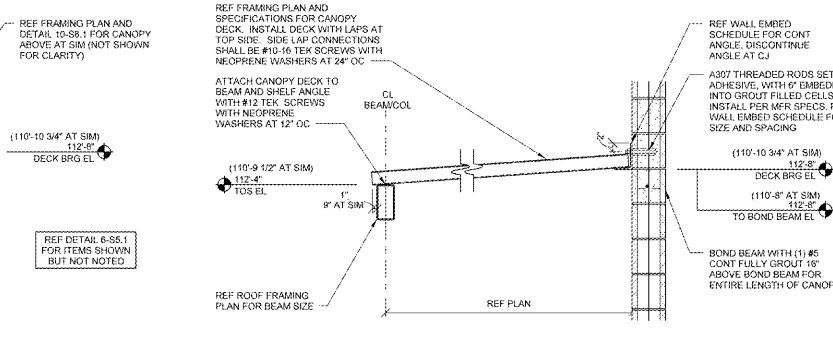 REF FRAMING PLAN AND
DETAIL 10-S8.1 FOR CANOPY
ABOVE AT SIM (NOT SHOWN
FOR CLARITY)
(110'-10 3/4" AT SIM)
112'-8"
DECK BRG EL
REF DETAIL 6-S5.1
FOR ITEMS SHOWN
BUT NOT NOTED
REF FRAMING PLAN AND
SPECIFICATIONS FOR CANOPY
DECK. INSTALL DECK WITH LAPS AT
TOP SIDE. SIDE LAP CONNECTIONS
SHALL BE #10-16 TEK SCREWS WITH
NEOPRENE WASHERS AT 24" OC
ATTACH CANOPY DECK TO
BEAM AND SHELF ANGLE
WITH #12 TEK SCREWS
WITH NEOPRENE
WASHERS AT 12" OC
CL
BEAM/COL
(110'-9 1/2" AT SIM)
112'-4"
TOS EL
1"
9" AT SIM
REF ROOF FRAMING
PLAN FOR BEAM SIZE
REF PLAN
2"
REF WALL EMBED
SCHEDULE FOR CONT
ANGLE. DISCONTINUE
ANGLE AT CJ
A307 THREADED RODS SET
ADHESIVE, WITH 6" EMBED
INTO GROUT FILLED CELLS
INSTALL PER MFR SPECS.
WALL EMBED SCHEDULE FO
SIZE AND SPACING
(110'-10 3/4" AT SIM)
112'-8"
DECK BRG EL
(110'-8" AT SIM)
112'-8"
TO BOND BEAM EL
BOND BEAM WITH (1) #5
CONT FULLY GROUT 16"
ABOVE BOND BEAM FOR
ENTIRE LENGTH OF CANOP